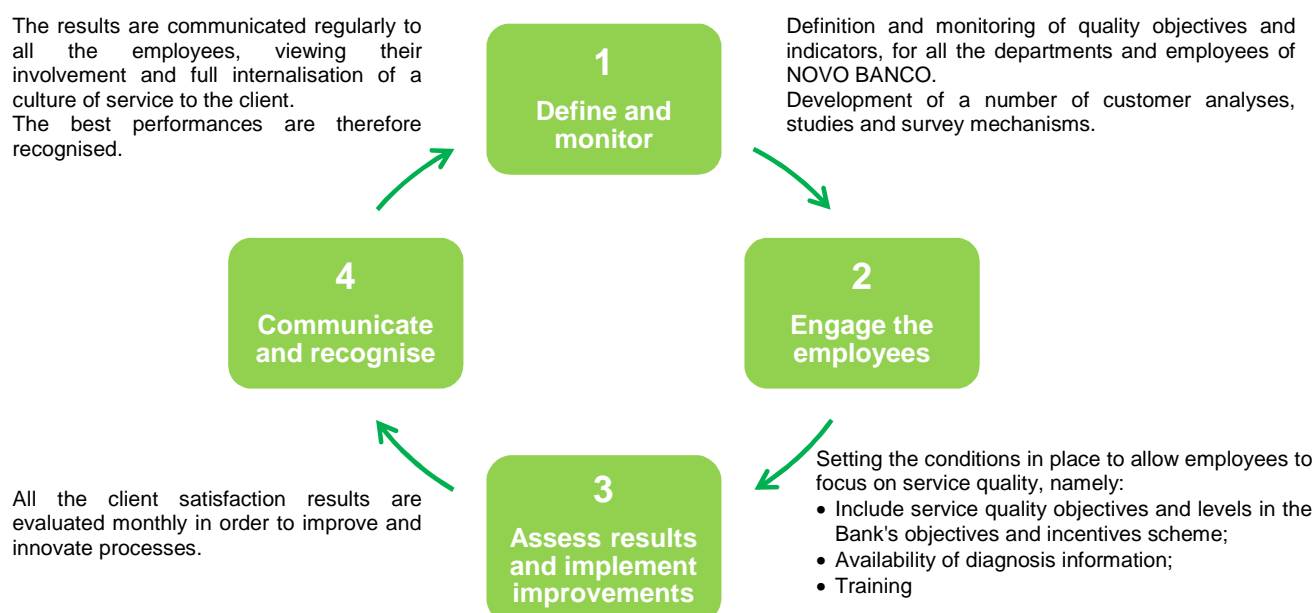 The results are communicated regularly to
all the employees, viewing their
involvement and full internalisation of a
culture of service to the client.
The best performances are therefore
recognised.
1
Define and
monitor
Definition and monitoring of quality objectives and
indicators, for all the departments and employees of
NOVO BANCO.
Development of a number of customer analyses,
studies and survey mechanisms.
4
Communicate
and recognise
2
Engage the
employees
All the client satisfaction results are
evaluated monthly in order to improve and
innovate processes.
3
Assess results
and implement
improvements
Setting the conditions in place to allow employees to
focus on service quality, namely:
• Include service quality objectives and levels in the
Bank's objectives and incentives scheme;
• Availability of diagnosis information;
• Training